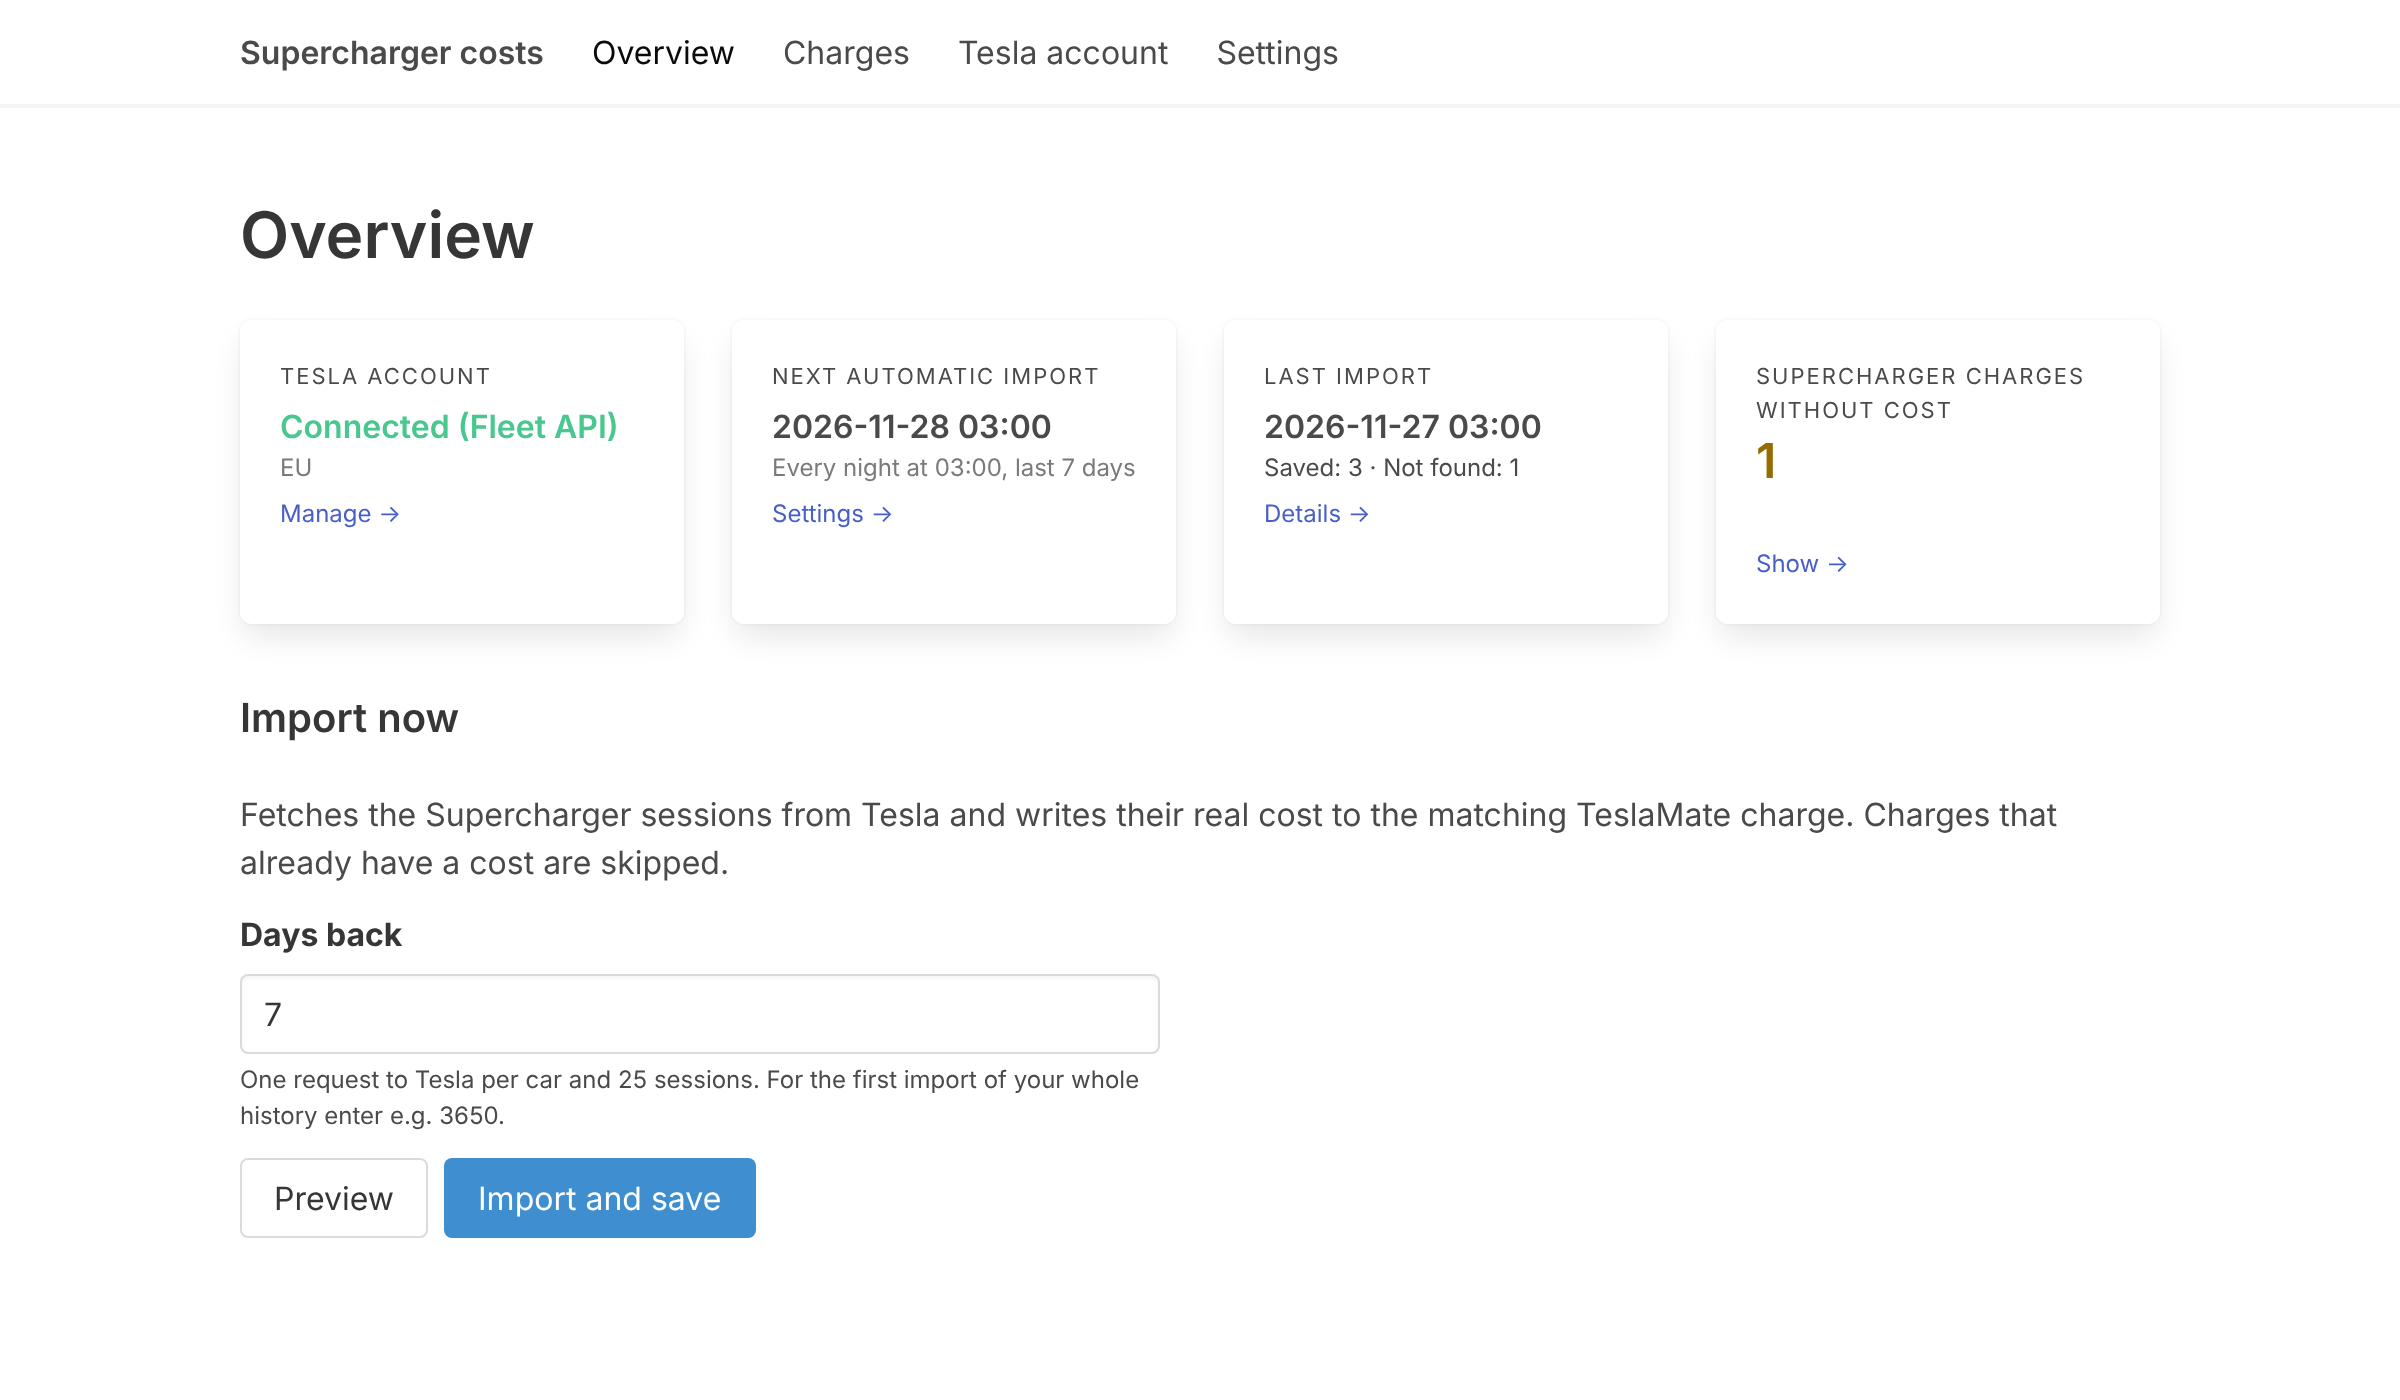 Supercharger costs Overview Charges Tesla account Settings
Overview
TESLA ACCOUNT
Connected (Fleet API)
EU
Manage →
NEXT AUTOMATIC IMPORT
2026-11-28 03:00
Every night at 03:00, last 7 days
Settings →
LAST IMPORT
2026-11-27 03:00
Saved: 3 · Not found: 1
Details →
SUPERCHARGER CHARGES
WITHOUT COST
1
Show →
Import now
Fetches the Supercharger sessions from Tesla and writes their real cost to the matching TeslaMate charge. Charges that
already have a cost are skipped.
Days back
7
One request to Tesla per car and 25 sessions. For the first import of your whole
history enter e.g. 3650.
Preview Import and save